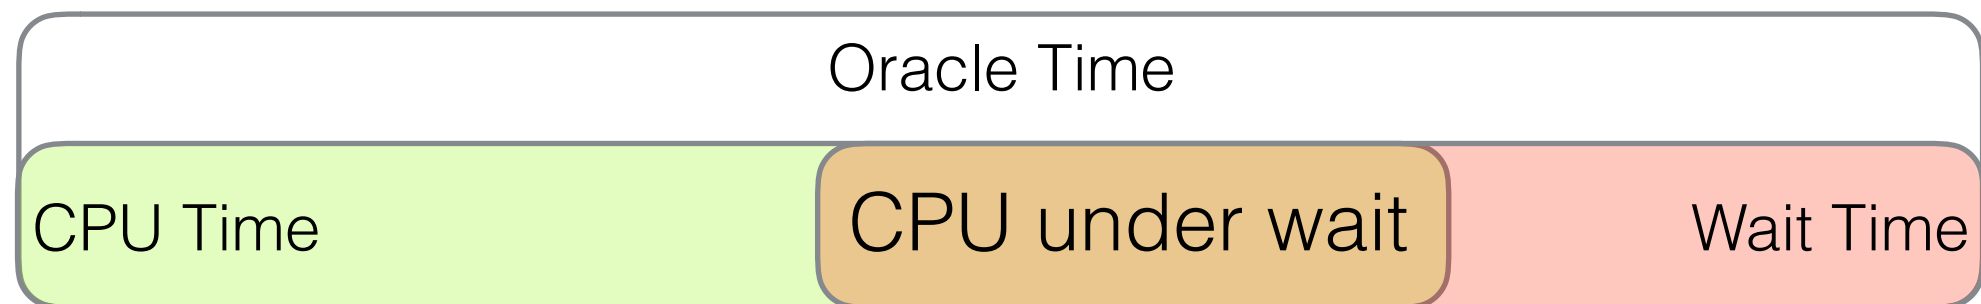 Oracle Time
CPU Time CPU under wait Wait Time